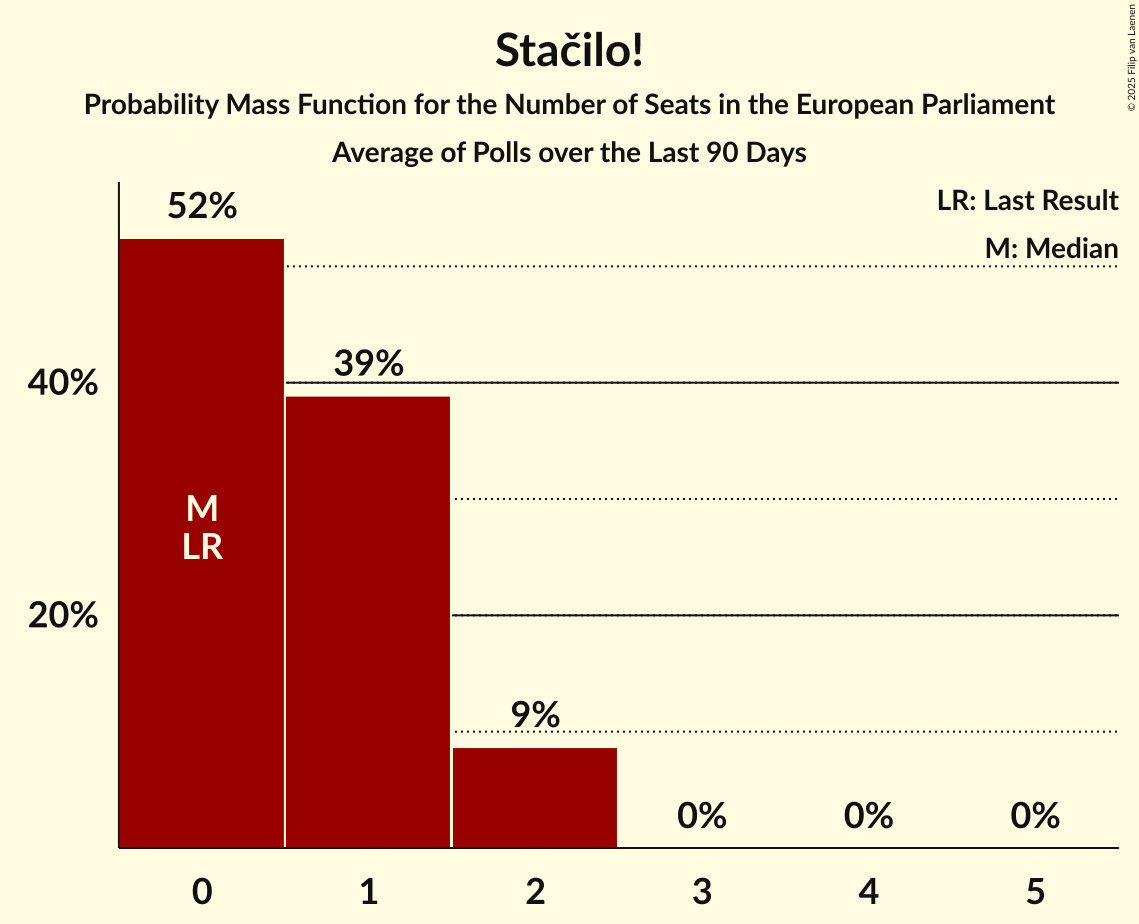 Stačilo!
Probability Mass Function for the Number of Seats in the European Parliament
Average of Polls over the Last 90 Days
© 2025 Filip van Laenen
LR: Last Result
M: Median
52%
39%
9%
0%
0%
0%
40%
20%
M
LR
0
1
2
3
4
5